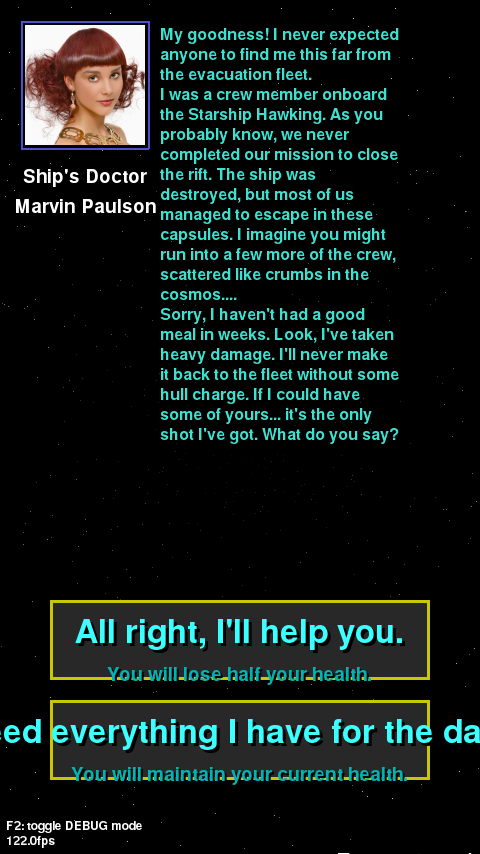 My goodness! I never expected
anyone to find me this far from
the evacuation fleet.
I was a crew member onboard
the Starship Hawking. As you
probably know, we never
completed our mission to close
the rift. The ship was
destroyed, but most of us
managed to escape in these
capsules. I imagine you might
run into a few more of the crew,
scattered like crumbs in the
cosmos....
Sorry, I haven't had a good
meal in weeks. Look, I've taken
heavy damage. I'll never make
it back to the fleet without some
hull charge. If I could have
some of yours... it's the only
shot I've got. What do you say?
Ship's Doctor
Marvin Paulson
All right, I'll help you.
You will lose half your health.
eed everything I have for the da
You will maintain your current health.
F2: toggle DEBUG mode
122.0fps